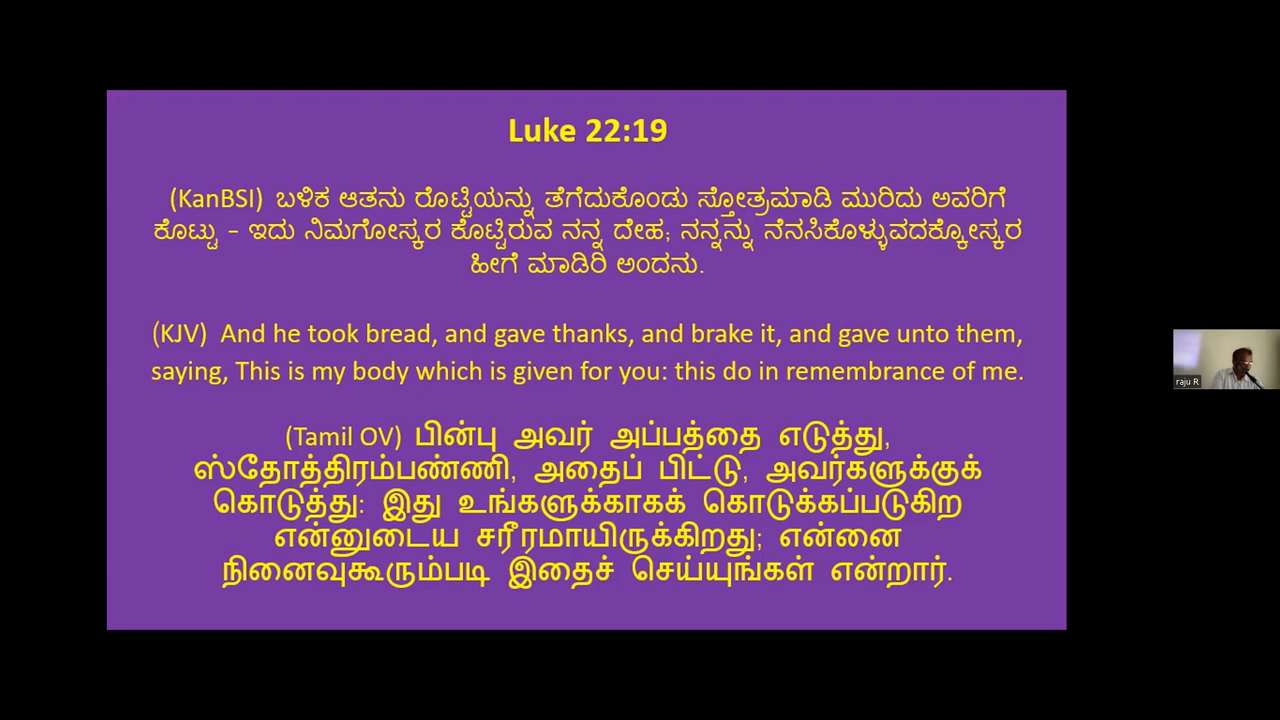 Luke 22:19
(KanBSI) ಬಳಿಕ ಆತನು ರೊಟ್ಟಿಯನ್ನು ತೆಗೆದುಕೊಂಡು ಸ್ತೋತ್ರಮಾಡಿ ಮುರಿದು ಅವರಿಗೆ
ಕೊಟ್ಟು - ಇದು ನಿಮಗೋಸ್ಕರ ಕೊಟ್ಟಿರುವ ನನ್ನ ದೇಹ; ನನ್ನನ್ನು ನೆನಸಿಕೊಳ್ಳುವದಕ್ಕೋಸ್ಕರ
ಹೀಗೆ ಮಾಡಿರಿ ಅಂದನು.
(KJV) And he took bread, and gave thanks, and brake it, and gave unto them,
saying, This is my body which is given for you: this do in remembrance of me.
(Tamil OV) பின்பு அவர் அப்பத்தை எடுத்து,
ஸ்தோத்திரம்பண்ணி, அதைப் பிட்டு, அவர்களுக்குக்
கொடுத்து: இது உங்களுக்காகக் கொடுக்கப்படுகிற
என்னுடைய சரீரமாயிருக்கிறது; என்னை
நினைவுகூரும்படி இதைச் செய்யுங்கள் என்றார்.
raju R